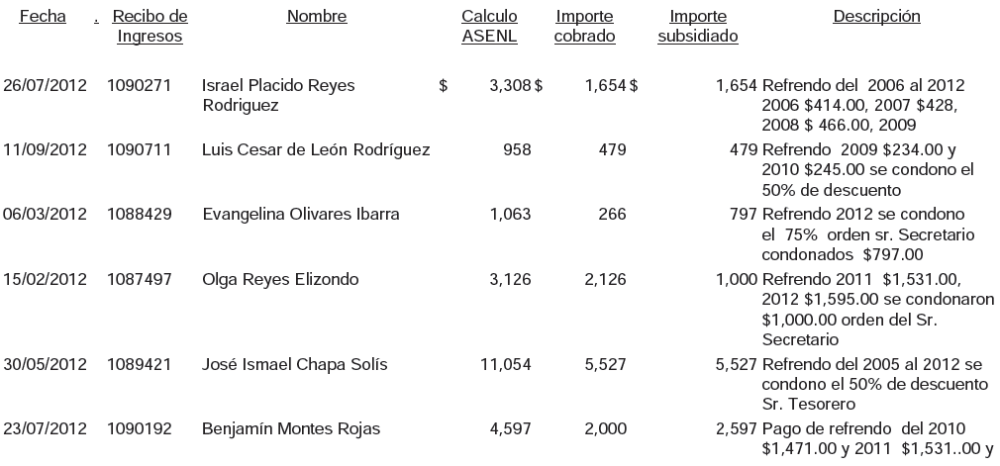 Fecha . Recibo de Nombre Calculo Importe Importe Descripción
Ingresos ASENL cobrado subsidiado
26/07/2012 1090271 Israel Placido Reyes $ 3,308 $ 1,654 $ 1,654 Refrendo del 2006 al 2012
Rodriguez 2006 $414.00, 2007 $428,
2008 $ 466.00, 2009
11/09/2012 1090711 Luis Cesar de León Rodríguez 958 479 479 Refrendo 2009 $234.00 y
2010 $245.00 se condono el
50% de descuento
06/03/2012 1088429 Evangelina Olivares Ibarra 1,063 266 797 Refrendo 2012 se condono
el 75% orden sr. Secretario
condonados $797.00
15/02/2012 1087497 Olga Reyes Elizondo 3,126 2,126 1,000 Refrendo 2011 $1,531.00,
2012 $1,595.00 se condonaron
$1,000.00 orden del Sr.
Secretario
30/05/2012 1089421 José Ismael Chapa Solís 11,054 5,527 5,527 Refrendo del 2005 al 2012 se
condono el 50% de descuento
Sr. Tesorero
23/07/2012 1090192 Benjamín Montes Rojas 4,597 2,000 2,597 Pago de refrendo del 2010
$1,471.00 y 2011 $1,531..00 y